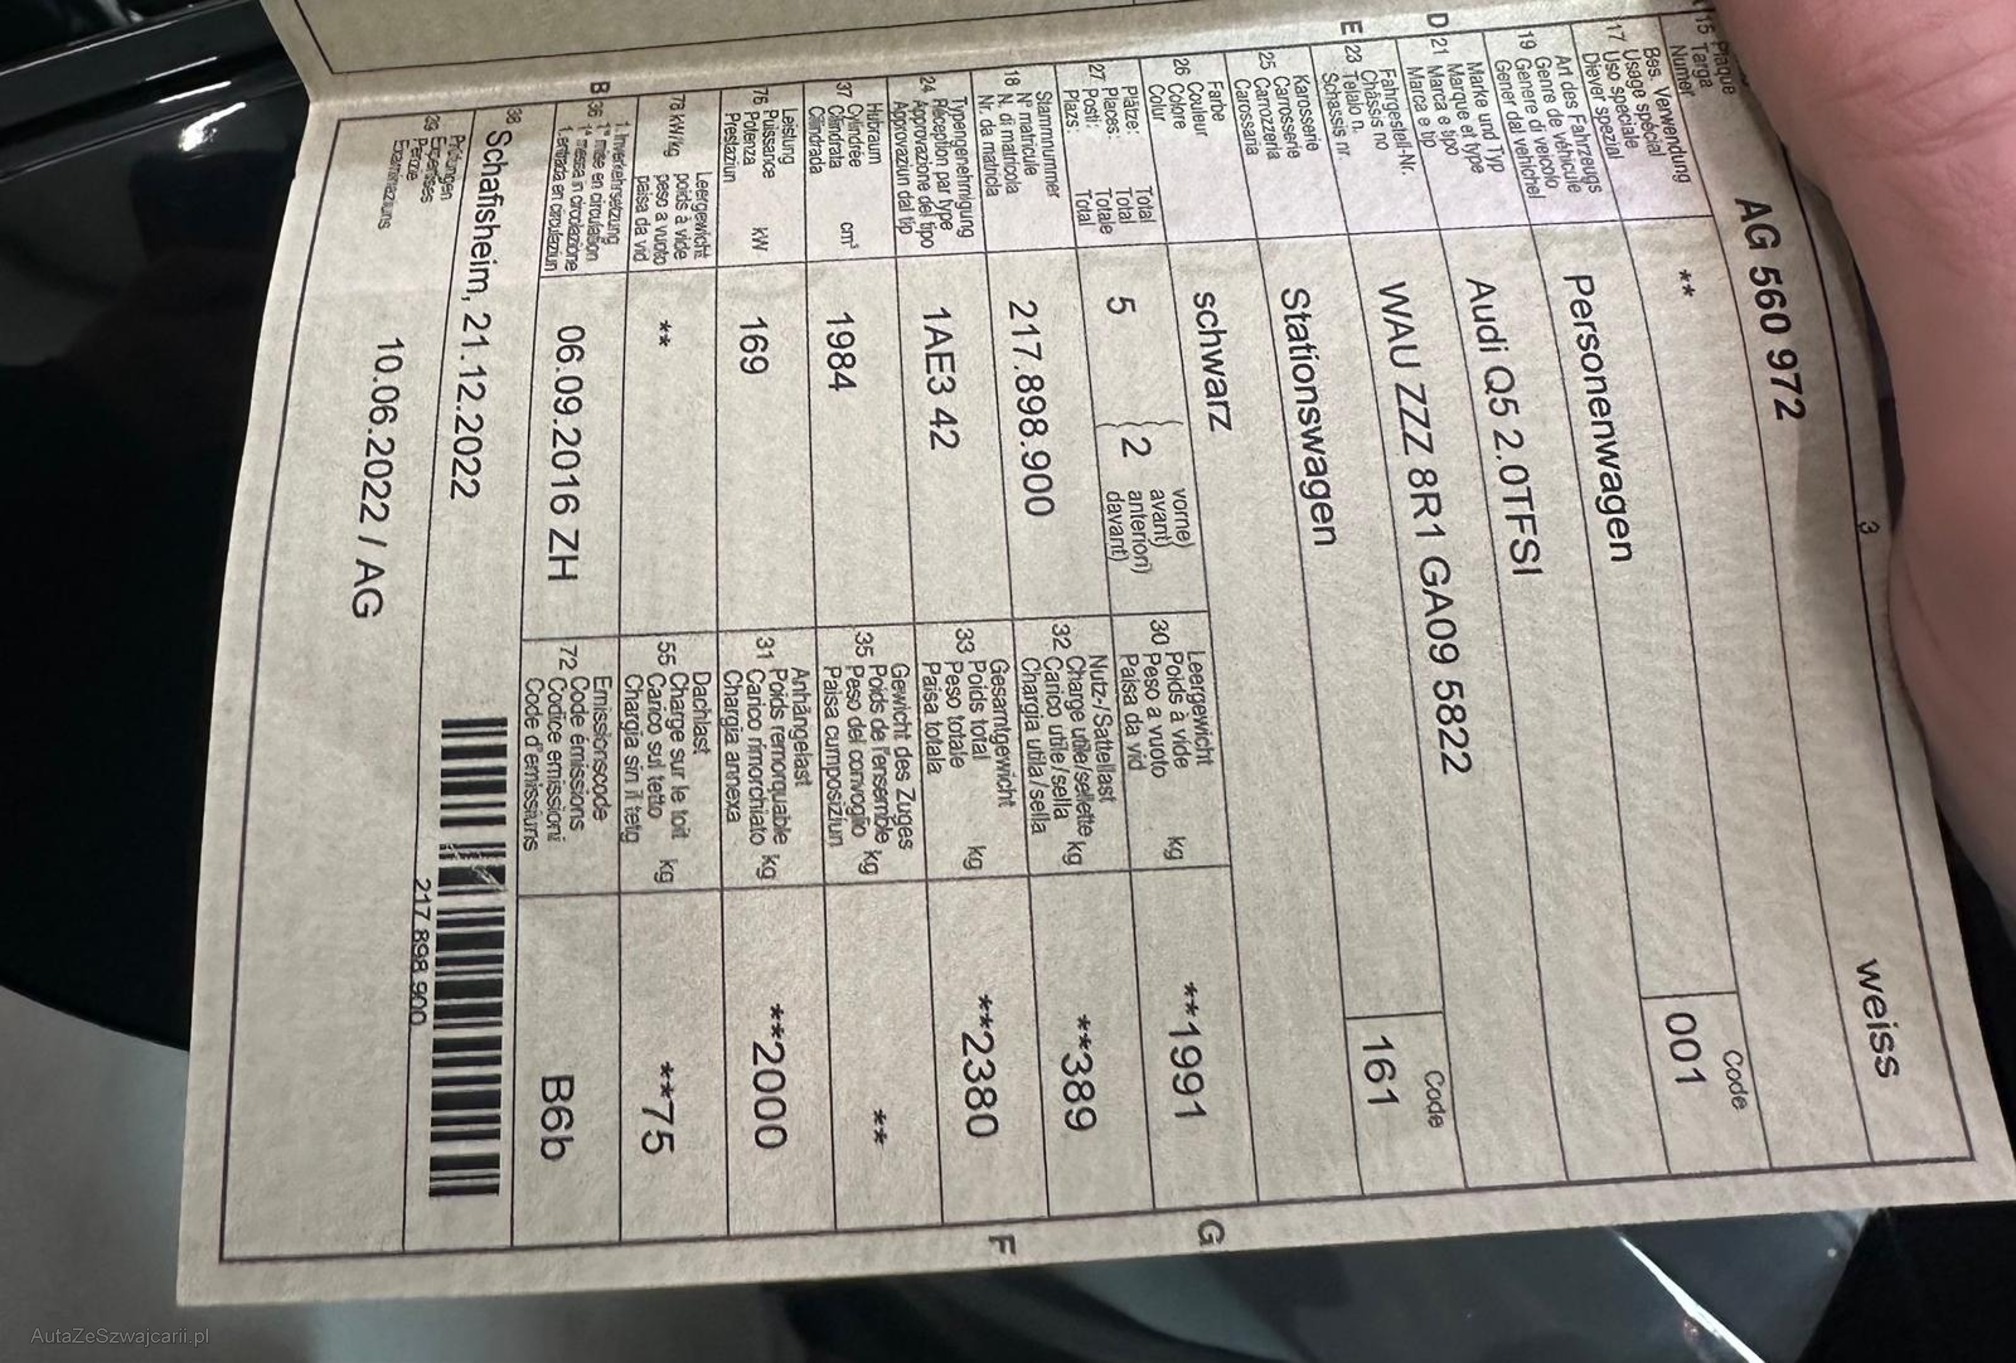 3
15 Plaque
Targa
Numer
AG 560 972
weiss
Bes. Verwendung
Usage spécial
17 Uso speciale
Diever spezial
**
Code
001
Art des Fahrzeugs
19 Genre de véhicule
Genere di veicolo
Gener dal vehichel
Personenwagen
D 21 Marke und Typ
Marque et type
Marca e tipo
Marca e tip
Audi Q5 2.0TFSI
E 23 Fahrgestell-Nr.
Châssis no
Telaio n.
Schassis nr.
WAU ZZZ 8R1 GA09 5822
Code
161
Karosserie
25 Carrosserie
Carrozzeria
Carossaria
Stationswagen
Farbe
26 Couleur
Colore
Colur
schwarz
27 Plätze: Total
Places: Total
Posti: Totale
Plazs: Total
5
2
vorne)
avant)
anteriori)
davant)
Leergewicht
30 Poids à vide
Peso a vuoto kg
Paisa da vid
**1991
G
Stammnummer
18 N° matricule
N. di matricola
Nr. da matricla
217.898.900
Nutz-/Sattellast
32 Charge utile/sellette kg
Carico utile/sella
Chargia utila/sella
**389
Typengenehmigung
24 Réception par type
Approvazione del tipo
Approvaziun dal tip
1AE3 42
Gesamtgewicht
33 Poids total
Peso totale kg
Paisa totala
**2380
F
Hubraum
37 Cylindrée
Cilindrata cm³
Cilindrada
1984
Gewicht des Zuges
35 Poids de l'ensemble kg
Peso del convoglio
Paisa cumposiziun
**
Leistung
76 Puissance
Potenza kW
Prestaziun
169
Anhängelast
31 Poids remorquable kg
Carico rimorchiato
Chargia annexa
**2000
Leergewicht
78 kW/kg poids à vide
peso a vuoto
paisa da vid
**
Dachlast
55 Charge sur le toit
Carico sul tetto kg
Chargia sin il tetg
**75
B 36 1. Inverkehrsetzung
1re mise en circulation
1a messa in circolazione
1. entrada en circulaziun
06.09.2016 ZH
Emissionscode
72 Code émissions
Codice emissioni
Code d'emissiuns
B6b
38 Schafisheim, 21.12.2022
217 898 900
Prüfungen
39 Expertises
Perizie
Examinaziuns
10.06.2022 / AG
AutaZeSzwajcarii.pl